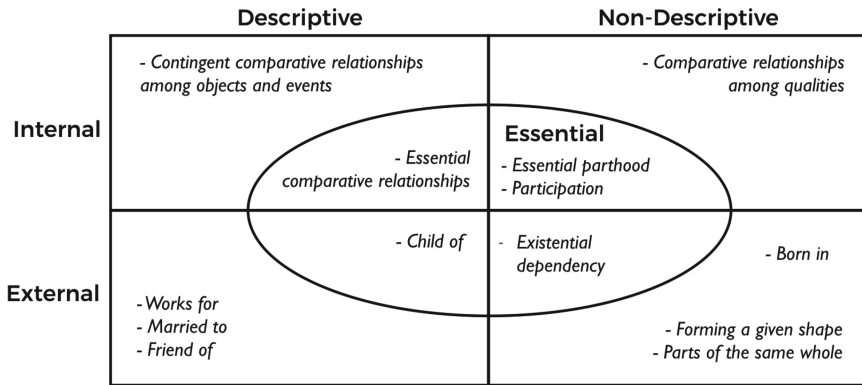 Descriptive
Non-Descriptive
Internal
- Contingent comparative relationships
among objects and events
- Comparative relationships
among qualities
Essential
- Essential
comparative relationships
- Essential parthood
- Participation
External
- Child of
- Existential
dependency
- Born in
- Works for
- Married to
- Friend of
- Forming a given shape
- Parts of the same whole